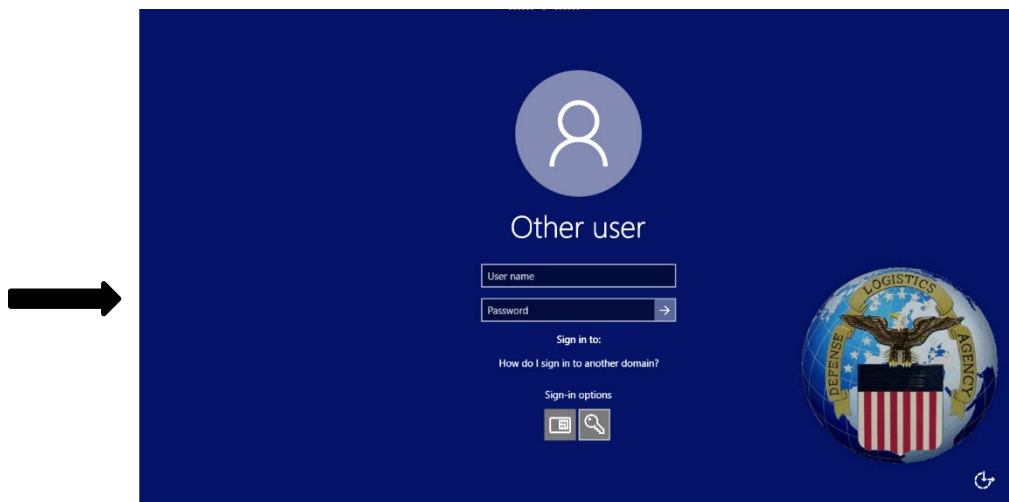 Other user
User name
Password
Sign in to:
How do I sign in to another domain?
Sign-in options
DEFENSE LOGISTICS AGENCY